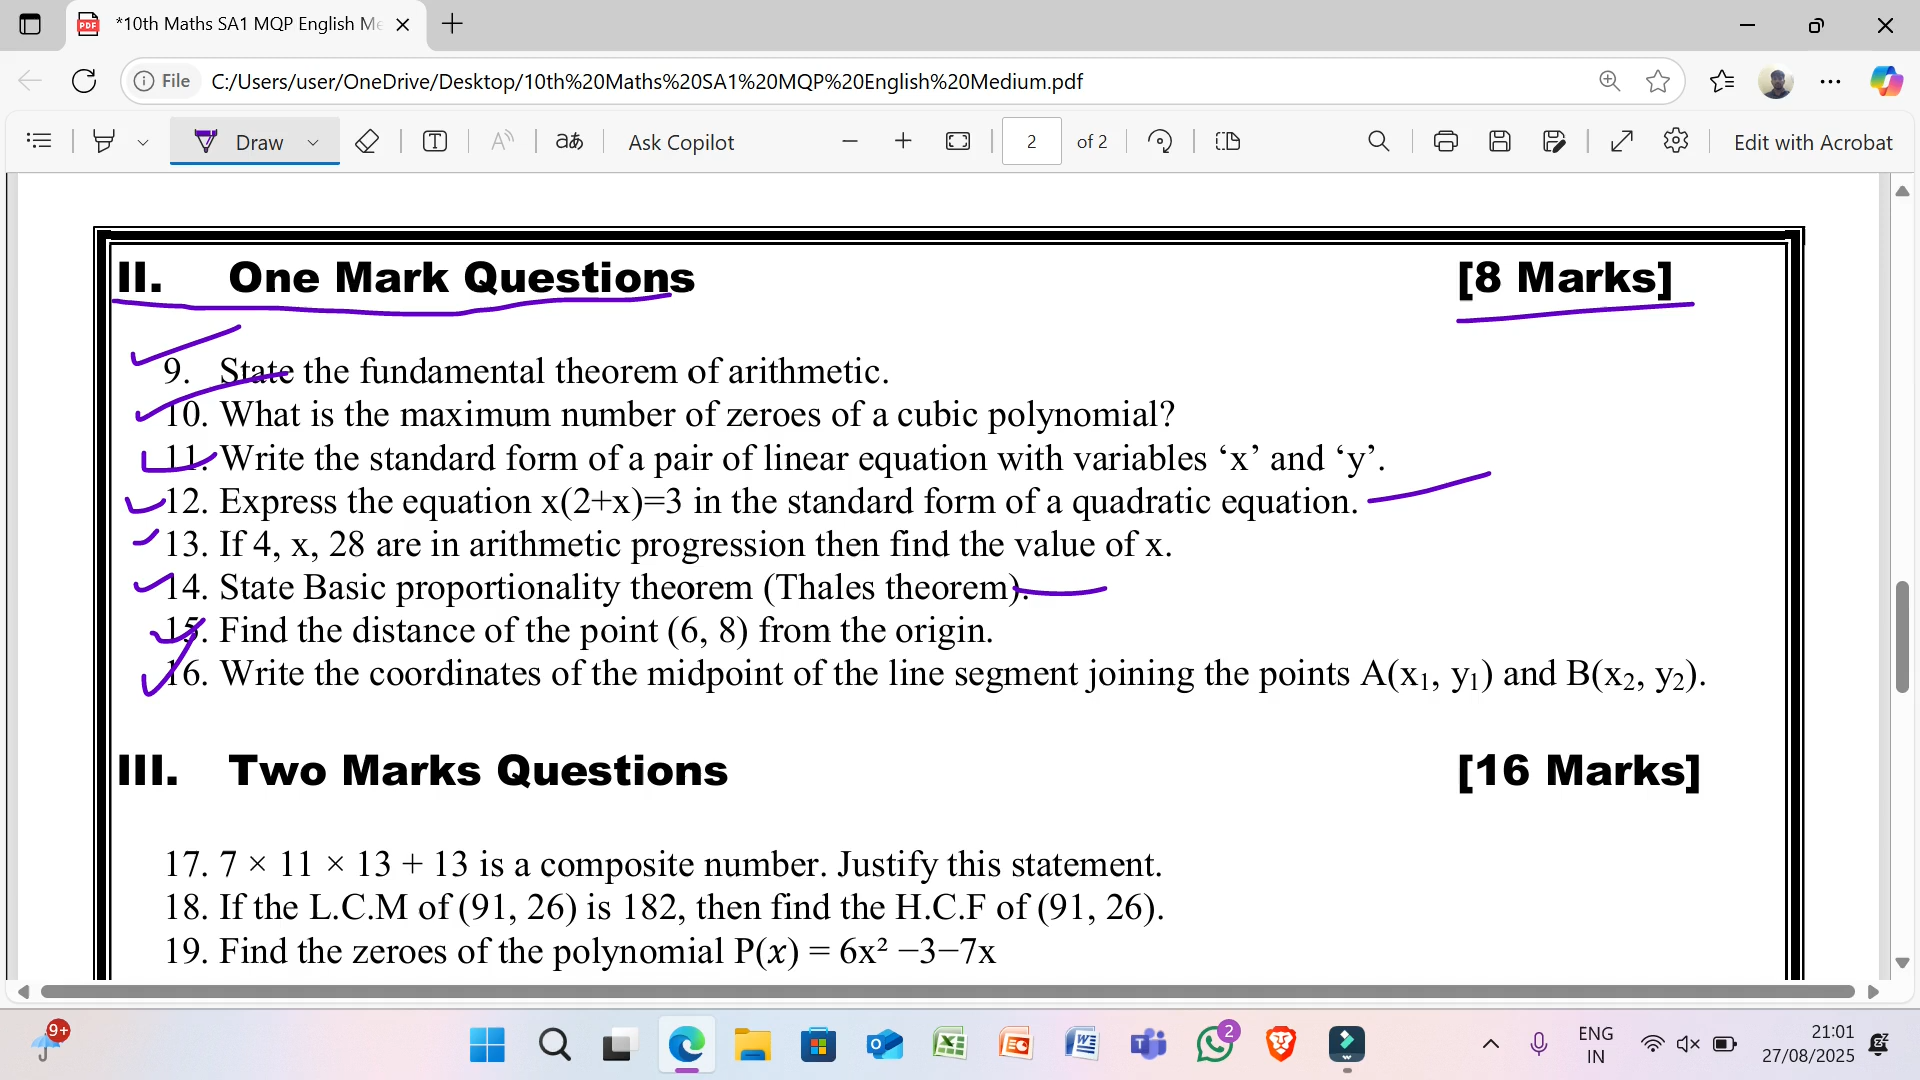 *10th Maths SA1 MQP English Me
File
C:/Users/user/OneDrive/Desktop/10th%20Maths%20SA1%20MQP%20English%20Medium.pdf
Draw
aあ
Ask Copilot
2
of 2
Edit with Acrobat
II. One Mark Questions [8 Marks]
9. State the fundamental theorem of arithmetic.
10. What is the maximum number of zeroes of a cubic polynomial?
11. Write the standard form of a pair of linear equation with variables ‘x’ and ‘y’.
12. Express the equation x(2+x)=3 in the standard form of a quadratic equation.
13. If 4, x, 28 are in arithmetic progression then find the value of x.
14. State Basic proportionality theorem (Thales theorem).
15. Find the distance of the point (6, 8) from the origin.
16. Write the coordinates of the midpoint of the line segment joining the points A(x₁, y₁) and B(x₂, y₂).
III. Two Marks Questions [16 Marks]
17. 7 × 11 × 13 + 13 is a composite number. Justify this statement.
18. If the L.C.M of (91, 26) is 182, then find the H.C.F of (91, 26).
19. Find the zeroes of the polynomial P(x) = 6x² −3−7x
9+
2
ENG
IN
21:01
27/08/2025